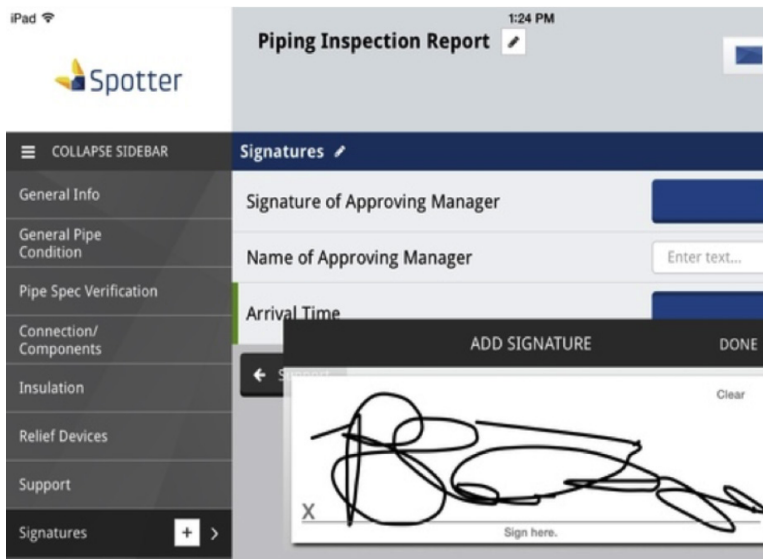 iPad
1:24 PM
Spotter
Piping Inspection Report
COLLAPSE SIDEBAR
General Info
General Pipe
Condition
Pipe Spec Verification
Connection/
Components
Insulation
Relief Devices
Support
Signatures
+
Signatures
Signature of Approving Manager
Name of Approving Manager
Enter text...
Arrival Time
Support
ADD SIGNATURE
DONE
Clear
X
Sign here.